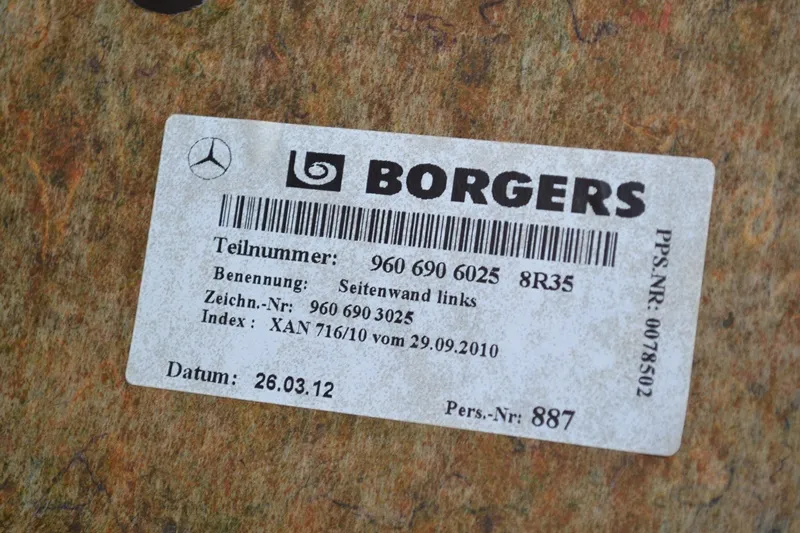 BORGERS
Teilnummer: 960 690 6025 8R35
Benennung: Seitenwand links
Zeichn.-Nr: 960 690 3025
Index : XAN 716/10 vom 29.09.2010
Datum: 26.03.12
Pers.-Nr: 887
PPS.NR: 0078502